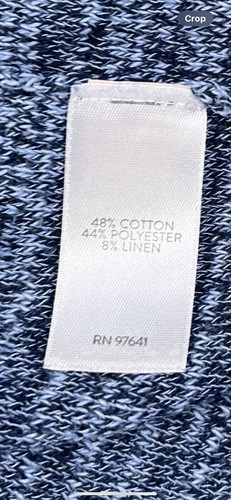 Crop
48% COTTON
44% POLYESTER
8% LINEN
RN 97641